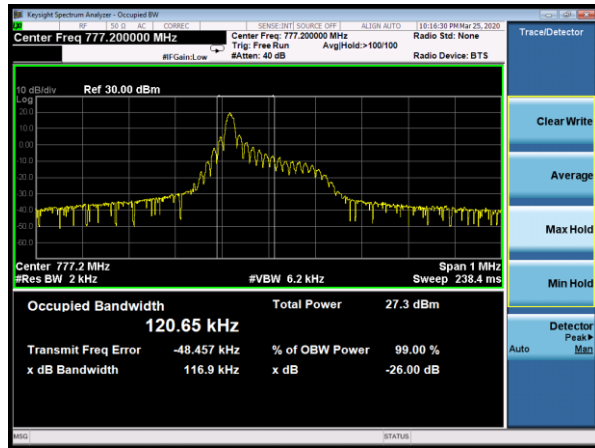 Keysight Spectrum Analyzer - Occupied BW
RF 50 Ω AC CORREC SENSE:INT SOURCE OFF ALIGN AUTO 10:16:30 PM Mar 25, 2020
Center Freq 777.200000 MHz
Center Freq: 777.200000 MHz Radio Std: None
Trig: Free Run Avg|Hold:>100/100
#IFGain:Low #Atten: 40 dB Radio Device: BTS
Trace/Detector
10 dB/div Ref 30.00 dBm
Log
20.0
10.0
0.00
-10.0
-20.0
-30.0
-40.0
-50.0
-60.0
Center 777.2 MHz Span 1 MHz
#Res BW 2 kHz #VBW 6.2 kHz Sweep 238.4 ms
Occupied Bandwidth Total Power 27.3 dBm
120.65 kHz
Transmit Freq Error -48.457 kHz % of OBW Power 99.00 %
x dB Bandwidth 116.9 kHz x dB -26.00 dB
Clear Write
Average
Max Hold
Min Hold
Detector
Peak▶
Auto Man
MSG STATUS